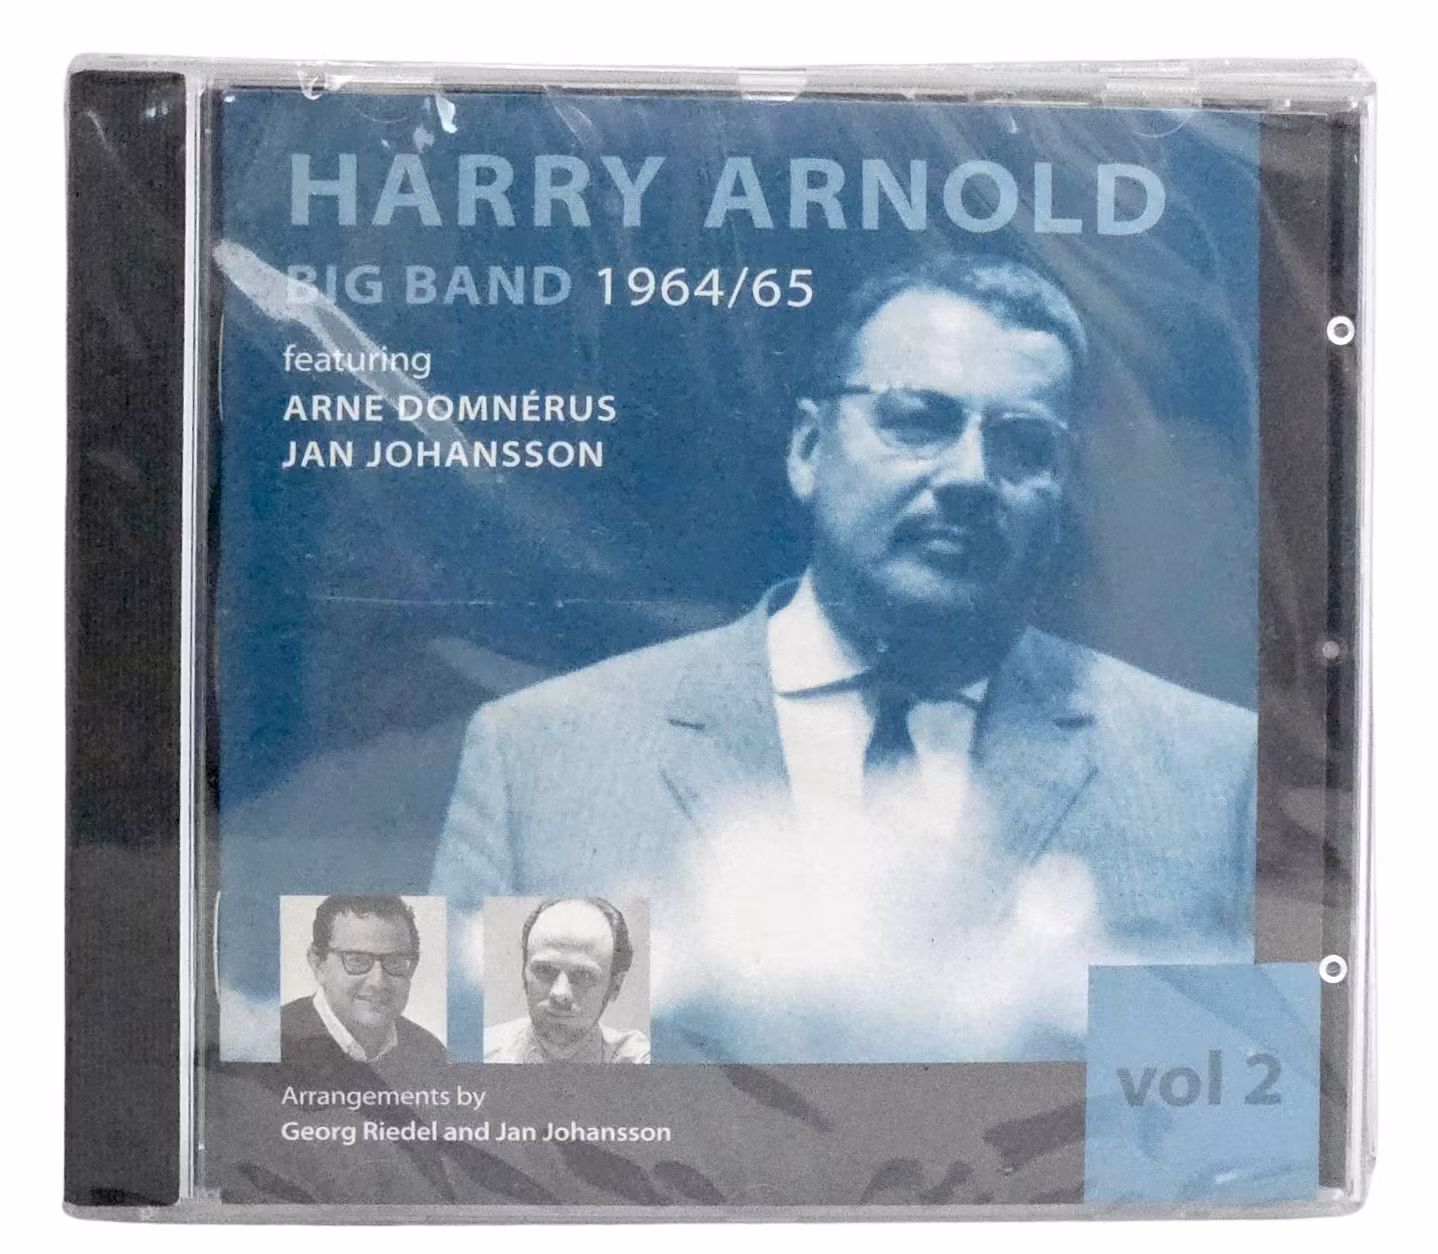 HARRY ARNOLD
BIG BAND 1964/65
featuring
ARNE DOMNÉRUS
JAN JOHANSSON
Arrangements by
Georg Riedel and Jan Johansson
vol 2